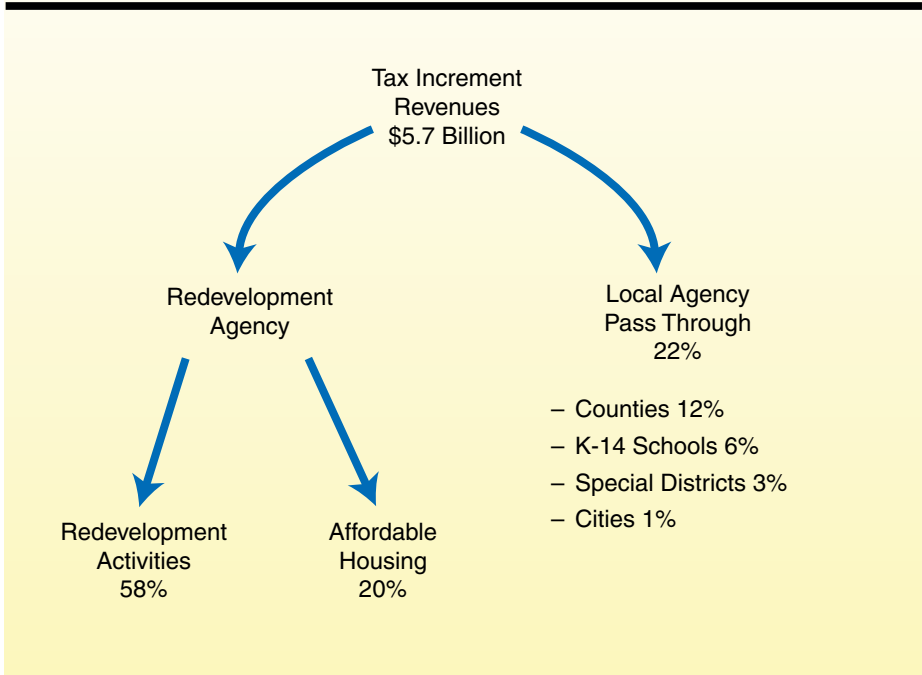 Tax Increment
Revenues
$5.7 Billion
Redevelopment
Agency
Local Agency
Pass Through
22%
– Counties 12%
– K-14 Schools 6%
– Special Districts 3%
– Cities 1%
Redevelopment
Activities
58%
Affordable
Housing
20%